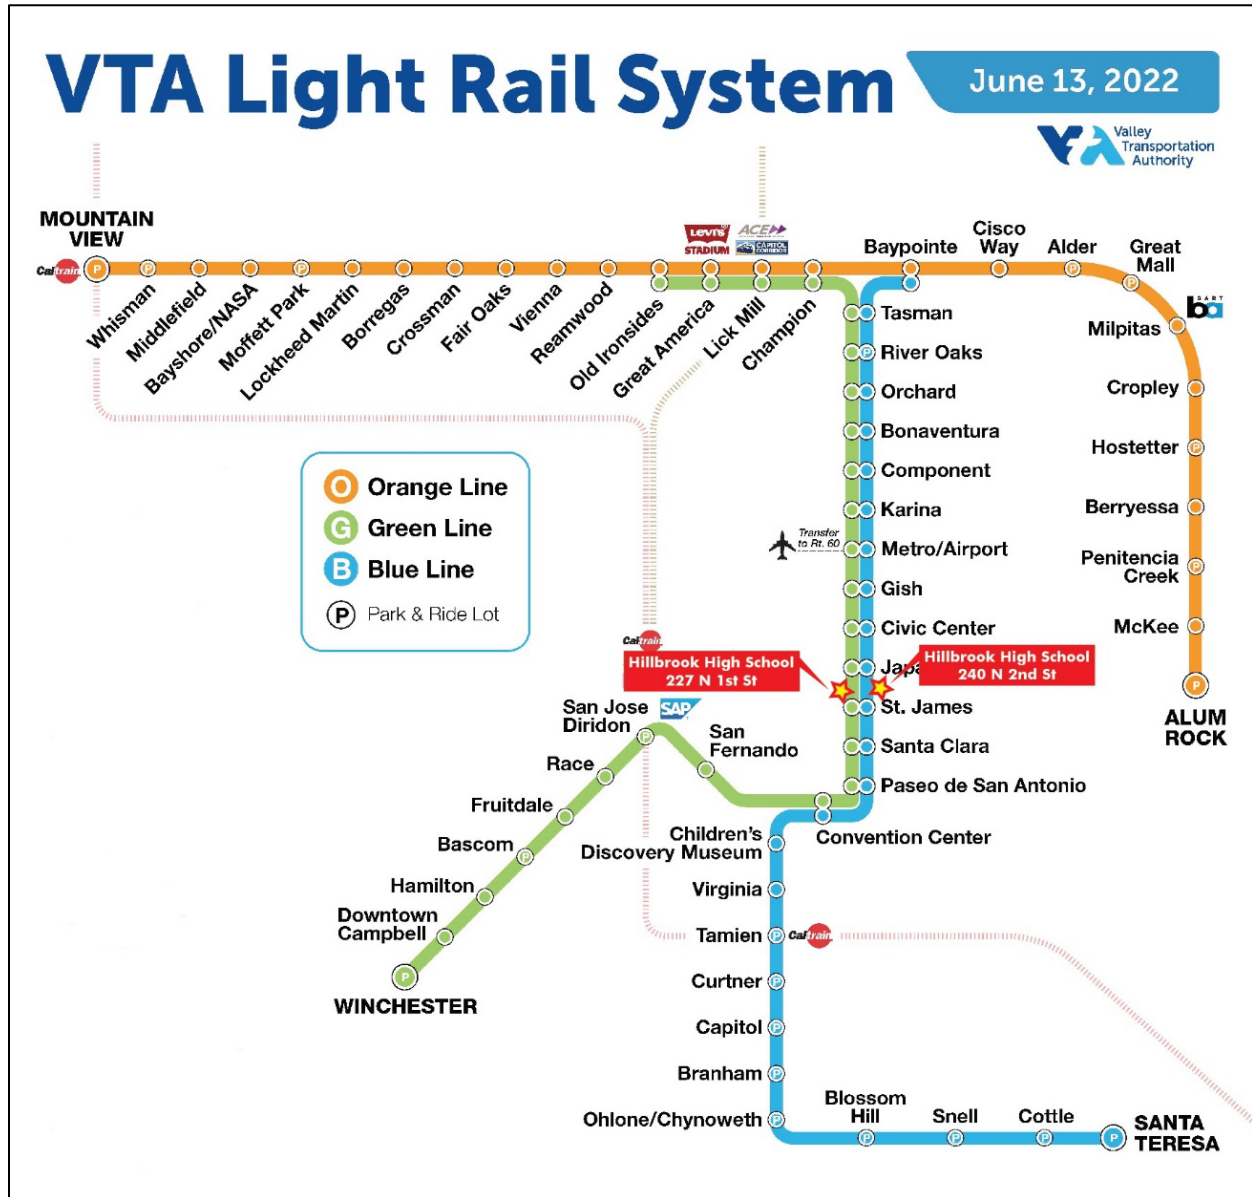 VTA Light Rail System
June 13, 2022
VTA
Valley
Transportation
Authority
MOUNTAIN
VIEW
Caltrain
P
Whisman
P
Middlefield
Bayshore/NASA
Moffett Park
P
Lockheed Martin
Borregas
Crossman
Fair Oaks
Vienna
Reamwood
Old Ironsides
LEVI'S
STADIUM
Great America
ACE
CAPITOL
CORRIDOR
Lick Mill
Champion
Baypointe
Cisco
Way
Alder
P
Great
Mall
P
BART
ba
Milpitas
Cropley
Hostetter
P
Berryessa
Penitencia
Creek
P
McKee
P
ALUM
ROCK
Tasman
River Oaks
P
Orchard
Bonaventura
Component
Karina
Transfer
to Rt. 60
Metro/Airport
Gish
Civic Center
Japa
St. James
Santa Clara
Paseo de San Antonio
Convention Center
O Orange Line
G Green Line
B Blue Line
P Park & Ride Lot
Caltrain
Hillbrook High School
227 N 1st St
Hillbrook High School
240 N 2nd St
San Jose
Diridon
P
SAP
San
Fernando
Race
Fruitdale
Bascom
P
Hamilton
Downtown
Campbell
P
WINCHESTER
Children's
Discovery Museum
Virginia
Tamien
P
Caltrain
Curtner
P
Capitol
P
Branham
P
Ohlone/Chynoweth
P
Blossom
Hill
P
Snell
P
Cottle
P
P
SANTA
TERESA